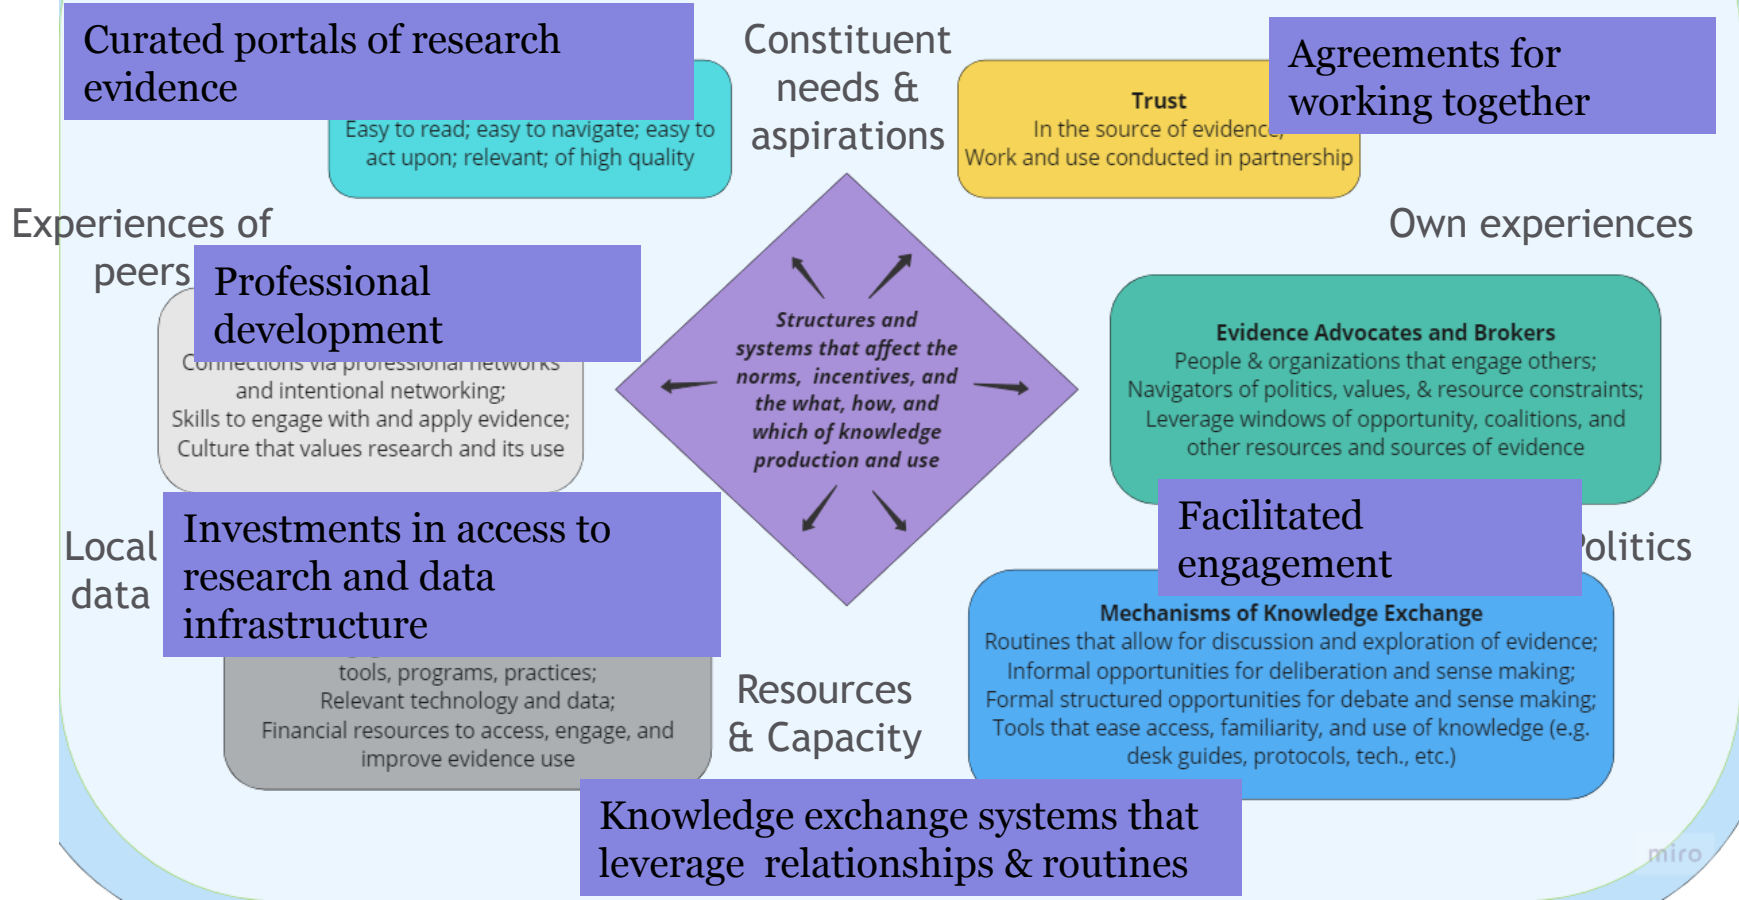 Curated portals of research
evidence
Easy to read; easy to navigate; easy to
act upon; relevant; of high quality
Constituent
needs &
aspirations
Trust
In the source of evidence;
Work and use conducted in partnership
Agreements for
working together
Experiences of
peers
Own experiences
Professional
development
Connections via professional networks
and intentional networking;
Skills to engage with and apply evidence;
Culture that values research and its use
Structures and
systems that affect the
norms, incentives, and
the what, how, and
which of knowledge
production and use
Evidence Advocates and Brokers
People & organizations that engage others;
Navigators of politics, values, & resource constraints;
Leverage windows of opportunity, coalitions, and
other resources and sources of evidence
Local
data
Investments in access to
research and data
infrastructure
tools, programs, practices;
Relevant technology and data;
Financial resources to access, engage, and
improve evidence use
Resources
& Capacity
Facilitated
engagement
Politics
Mechanisms of Knowledge Exchange
Routines that allow for discussion and exploration of evidence;
Informal opportunities for deliberation and sense making;
Formal structured opportunities for debate and sense making;
Tools that ease access, familiarity, and use of knowledge (e.g.
desk guides, protocols, tech., etc.)
Knowledge exchange systems that
leverage relationships & routines
miro